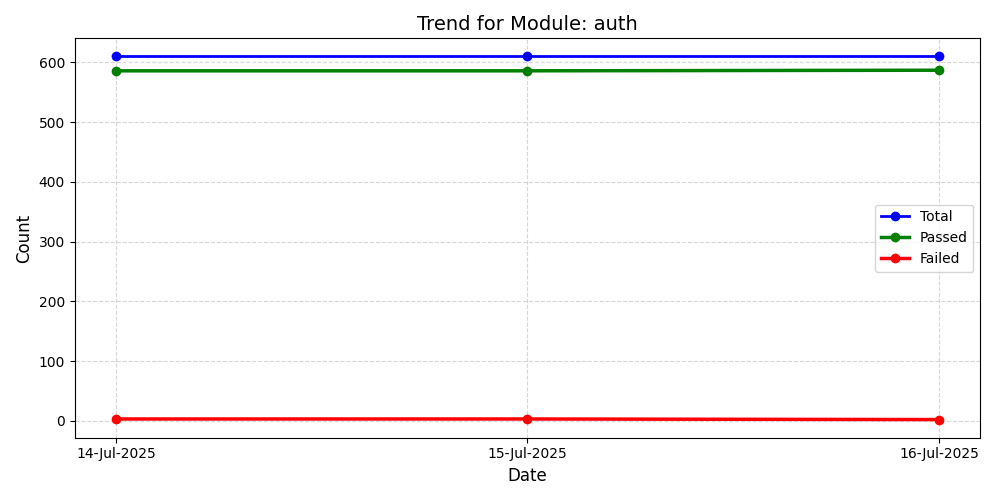 Trend for Module: auth
600
500
400
300
200
100
0
Count
Total
Passed
Failed
14-Jul-2025
15-Jul-2025
16-Jul-2025
Date